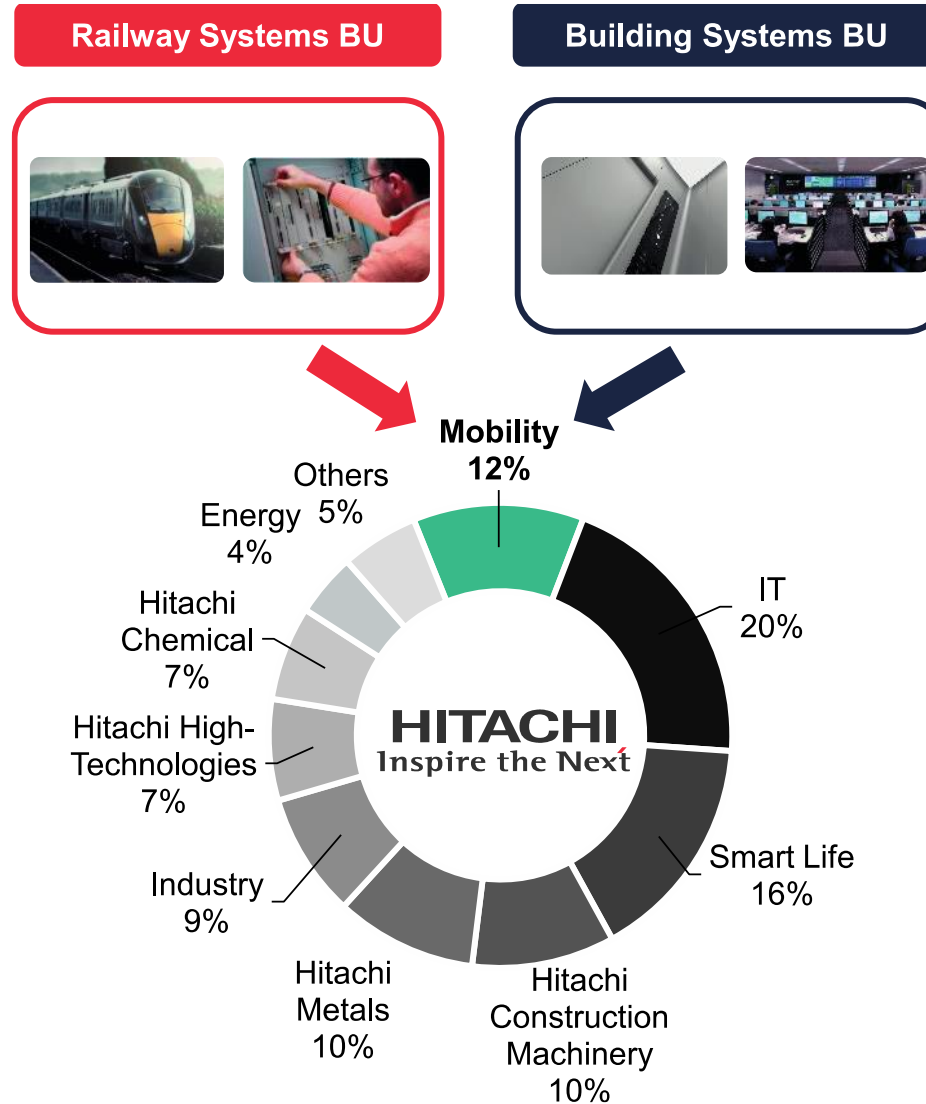 Railway Systems BU
Building Systems BU
Mobility
12%
Others
5%
Energy
4%
IT
20%
Hitachi
Chemical
7%
Hitachi High-
Technologies
7%
HITACHI
Inspire the Next
Smart Life
16%
Industry
9%
Hitachi
Metals
10%
Hitachi
Construction
Machinery
10%